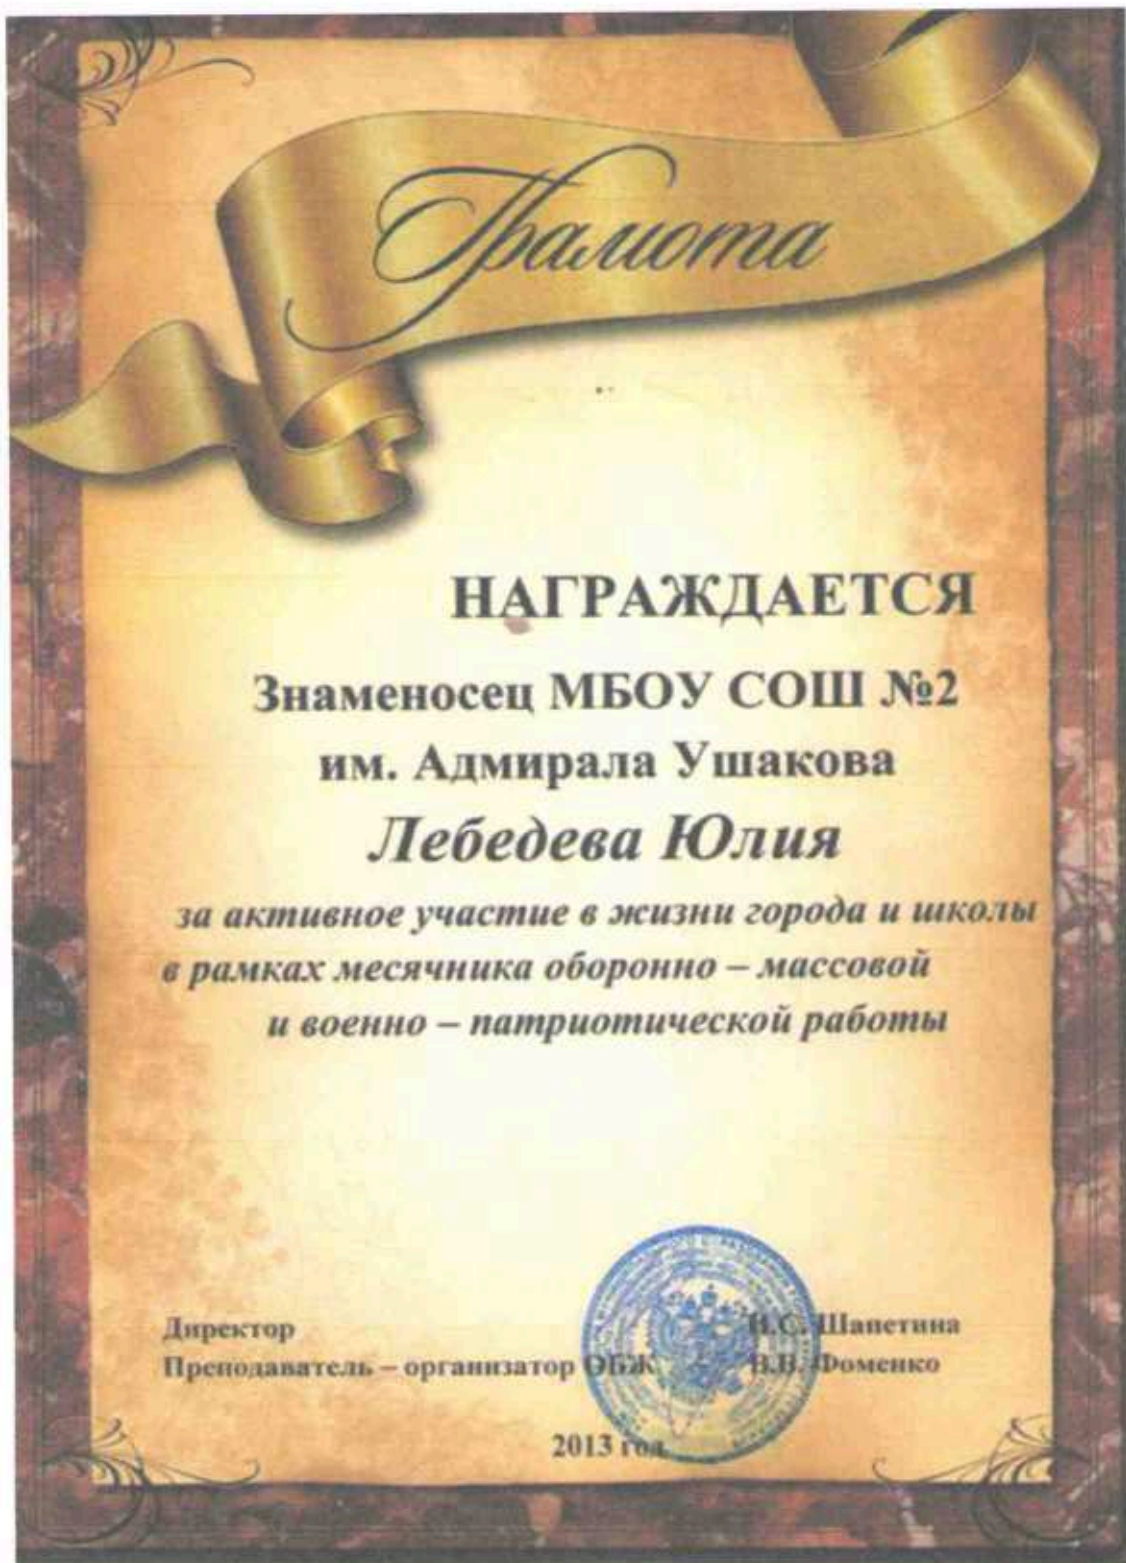 Грамота
НАГРАЖДАЕТСЯ
Знаменосец МБОУ СОШ №2
им. Адмирала Ушакова
Лебедева Юлия
за активное участие в жизни города и школы
в рамках месячника оборонно – массовой
и военно – патриотической работы
Директор Шапетина
Преподаватель – организатор ОБЖ В.В. Фоменко
2013 год